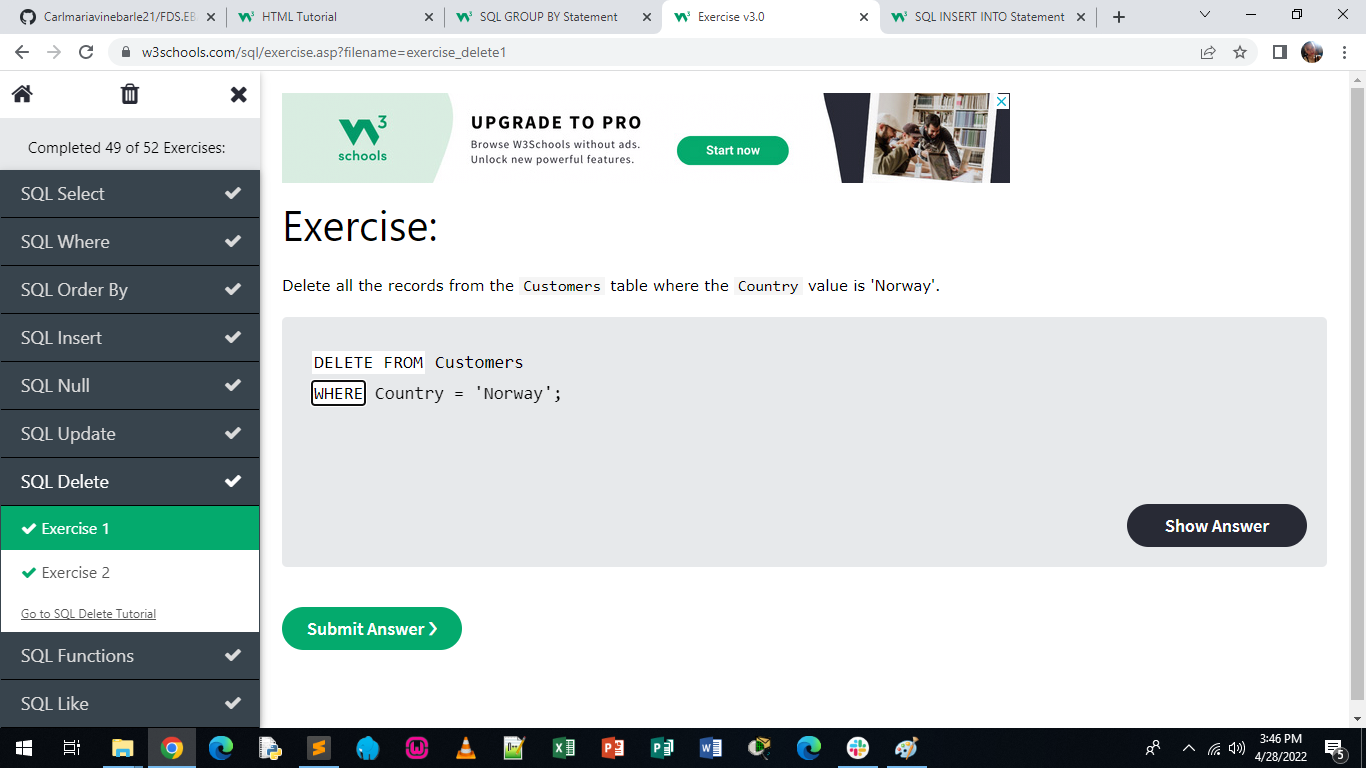 Carlmariavinebarle21/FDS.EB
HTML Tutorial
SQL GROUP BY Statement
Exercise v3.0
SQL INSERT INTO Statement
w3schools.com/sql/exercise.asp?filename=exercise_delete1
Completed 49 of 52 Exercises:
SQL Select
SQL Where
SQL Order By
SQL Insert
SQL Null
SQL Update
SQL Delete
Exercise 1
Exercise 2
Go to SQL Delete Tutorial
SQL Functions
SQL Like
3
schools
UPGRADE TO PRO
Browse W3Schools without ads.
Unlock new powerful features.
Start now
Exercise:
Delete all the records from the Customers table where the Country value is 'Norway'.
DELETE FROM Customers
WHERE Country = 'Norway';
Show Answer
Submit Answer ❯
3:46 PM
4/28/2022
5